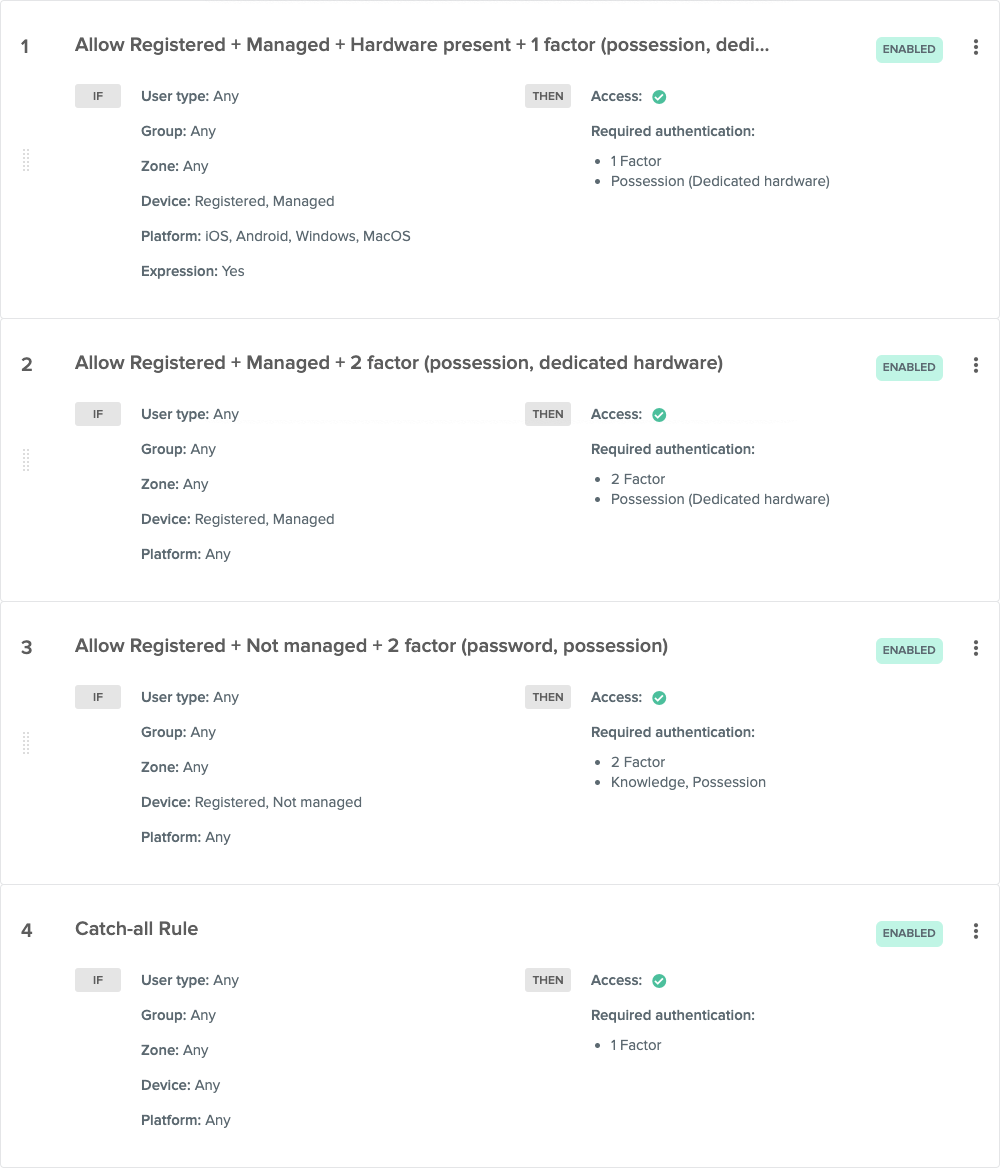 1 Allow Registered + Managed + Hardware present + 1 factor (possession, dedi... ENABLED
IF User type: Any THEN Access:
Group: Any Required authentication:
Zone: Any • 1 Factor
Device: Registered, Managed • Possession (Dedicated hardware)
Platform: iOS, Android, Windows, MacOS
Expression: Yes
2 Allow Registered + Managed + 2 factor (possession, dedicated hardware) ENABLED
IF User type: Any THEN Access:
Group: Any Required authentication:
Zone: Any • 2 Factor
Device: Registered, Managed • Possession (Dedicated hardware)
Platform: Any
3 Allow Registered + Not managed + 2 factor (password, possession) ENABLED
IF User type: Any THEN Access:
Group: Any Required authentication:
Zone: Any • 2 Factor
Device: Registered, Not managed • Knowledge, Possession
Platform: Any
4 Catch-all Rule ENABLED
IF User type: Any THEN Access:
Group: Any Required authentication:
Zone: Any • 1 Factor
Device: Any
Platform: Any